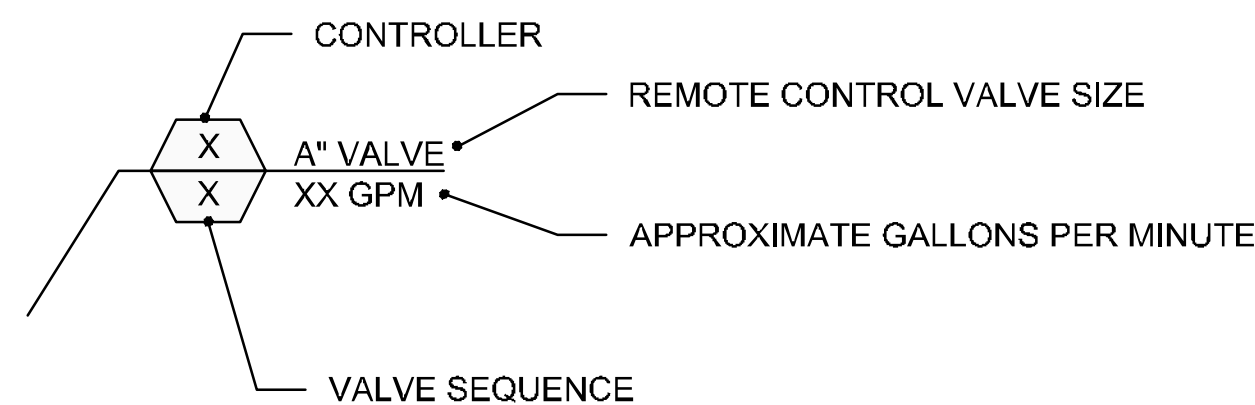 CONTROLLER
REMOTE CONTROL VALVE SIZE
X
A" VALVE
X
XX GPM
APPROXIMATE GALLONS PER MINUTE
VALVE SEQUENCE